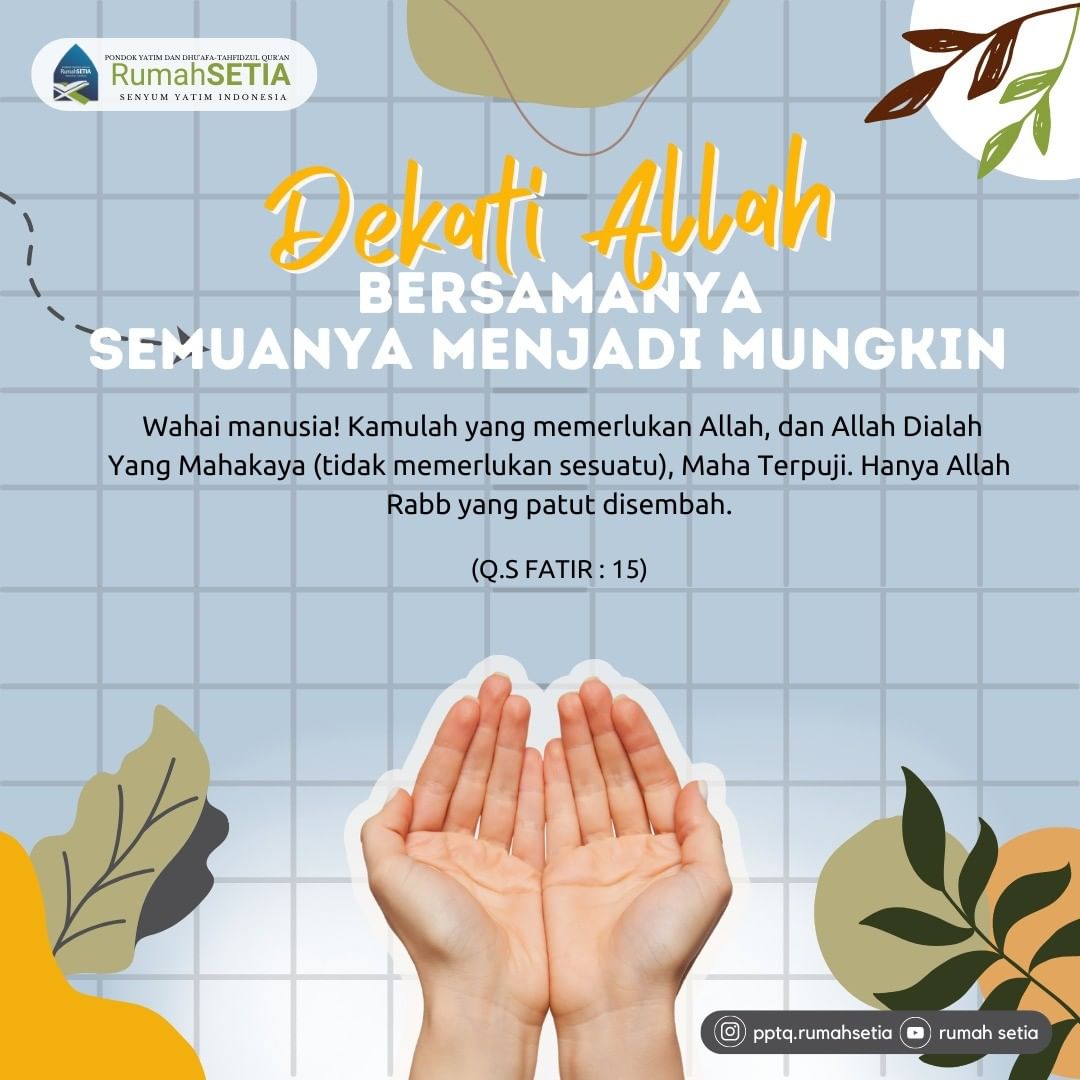 PONDOK YATIM DAN DHU'AFA-TAHFIDZUL QUR'AN
RumahSETIA
SENYUM YATIM INDONESIA
RumahSETIA
Dekati Allah
BERSAMANYA
SEMUANYA MENJADI MUNGKIN
Wahai manusia! Kamulah yang memerlukan Allah, dan Allah Dialah
Yang Mahakaya (tidak memerlukan sesuatu), Maha Terpuji. Hanya Allah
Rabb yang patut disembah.
(Q.S FATIR : 15)
pptq.rumahsetia rumah setia